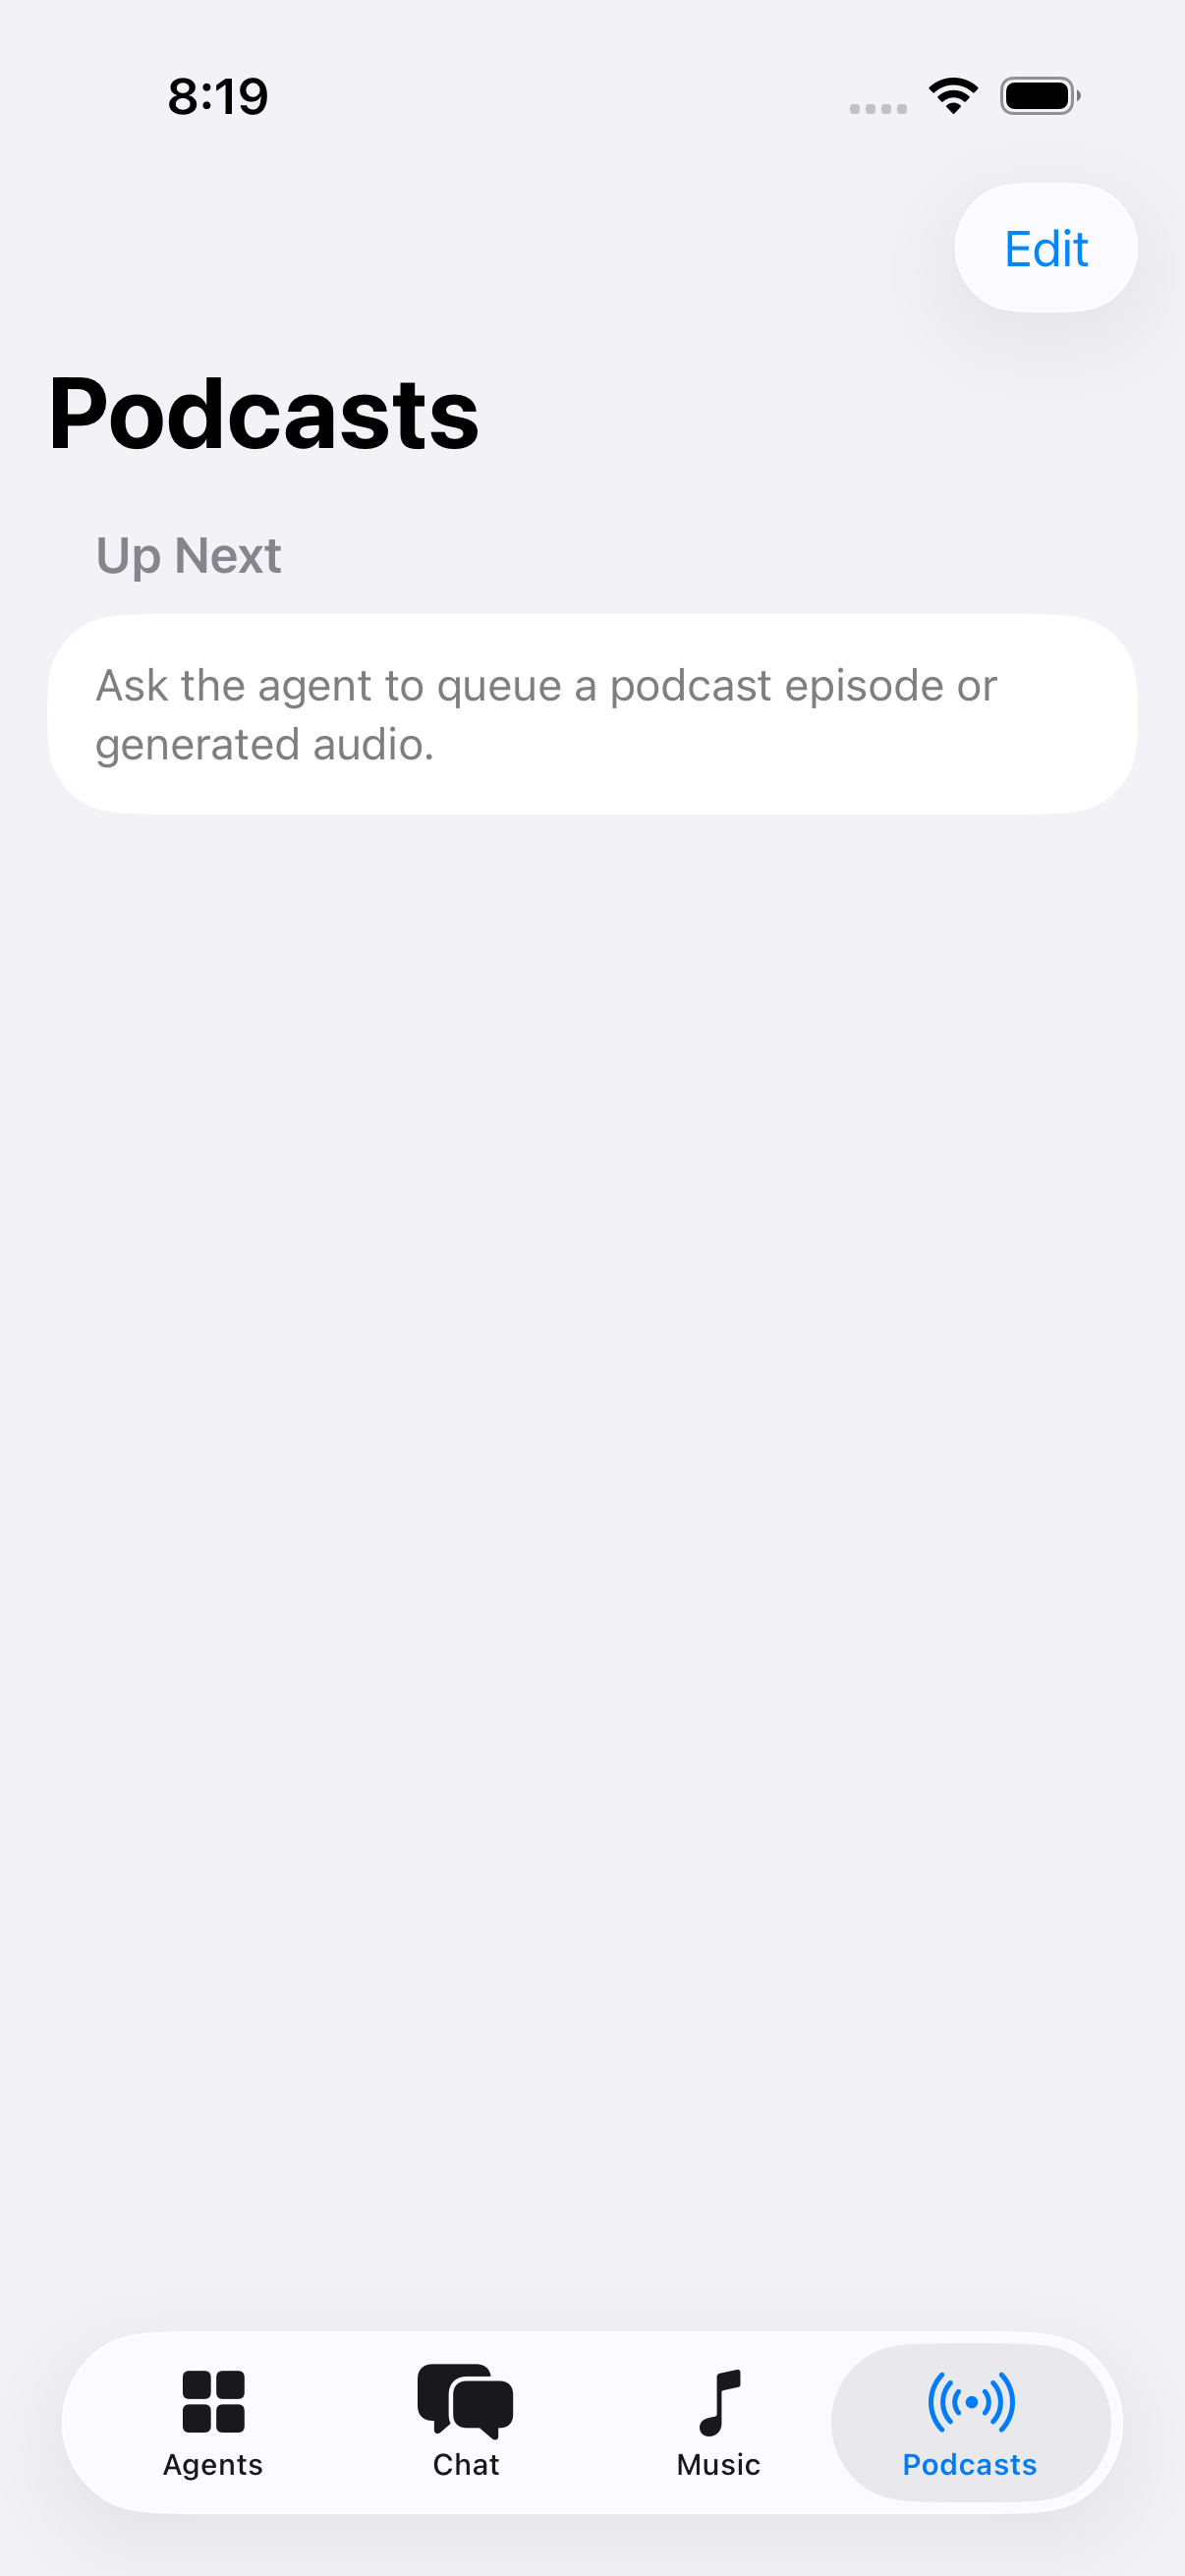 8:19
Edit
Podcasts
Up Next
Ask the agent to queue a podcast episode or
generated audio.
Agents
Chat
Music
Podcasts